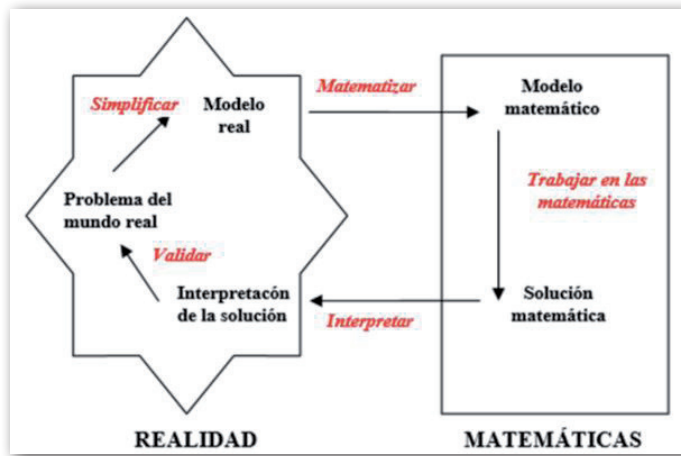 Simplificar
Modelo
real
Matematizar
Modelo
matemático
Trabajar en las
matemáticas
Problema del
mundo real
Validar
Interpretacón
de la solución
Interpretar
Solución
matemática
REALIDAD
MATEMÁTICAS